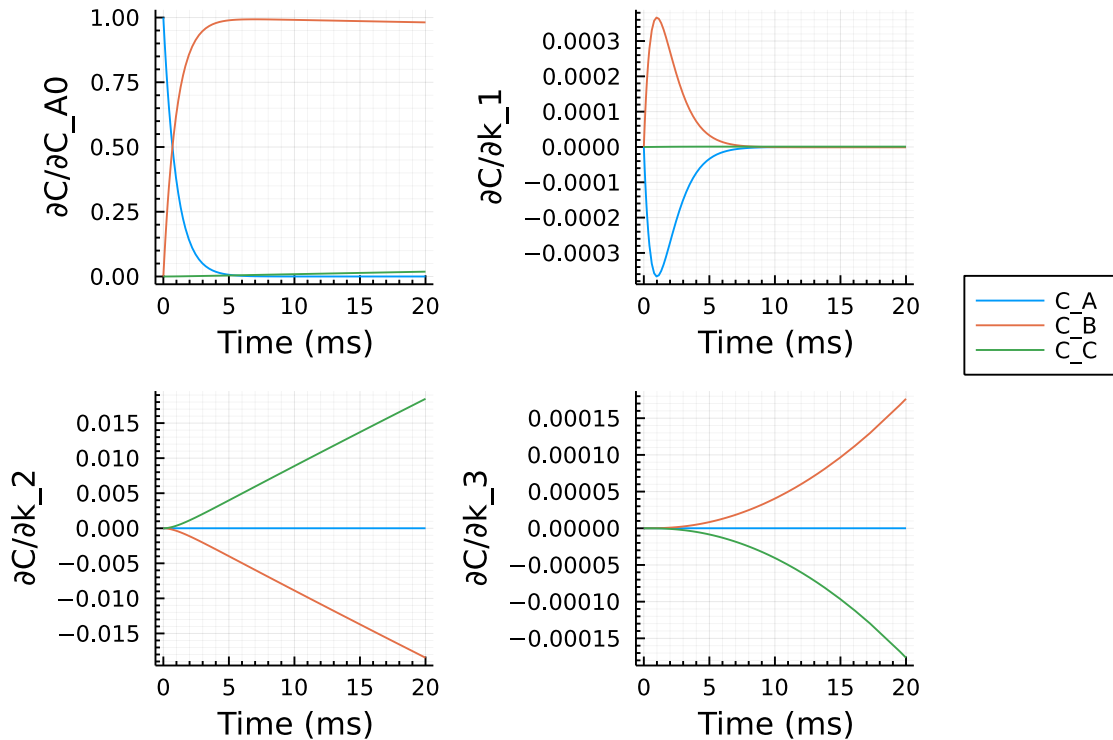 ∂C/∂C_A0
1.00
0.75
0.50
0.25
0.00
0 5 10 15 20
Time (ms)
∂C/∂k_1
0.0003
0.0002
0.0001
0.0000
−0.0001
−0.0002
−0.0003
0 5 10 15 20
Time (ms)
C_A
C_B
C_C
∂C/∂k_2
0.015
0.010
0.005
0.000
−0.005
−0.010
−0.015
0 5 10 15 20
Time (ms)
∂C/∂k_3
0.00015
0.00010
0.00005
0.00000
−0.00005
−0.00010
−0.00015
0 5 10 15 20
Time (ms)